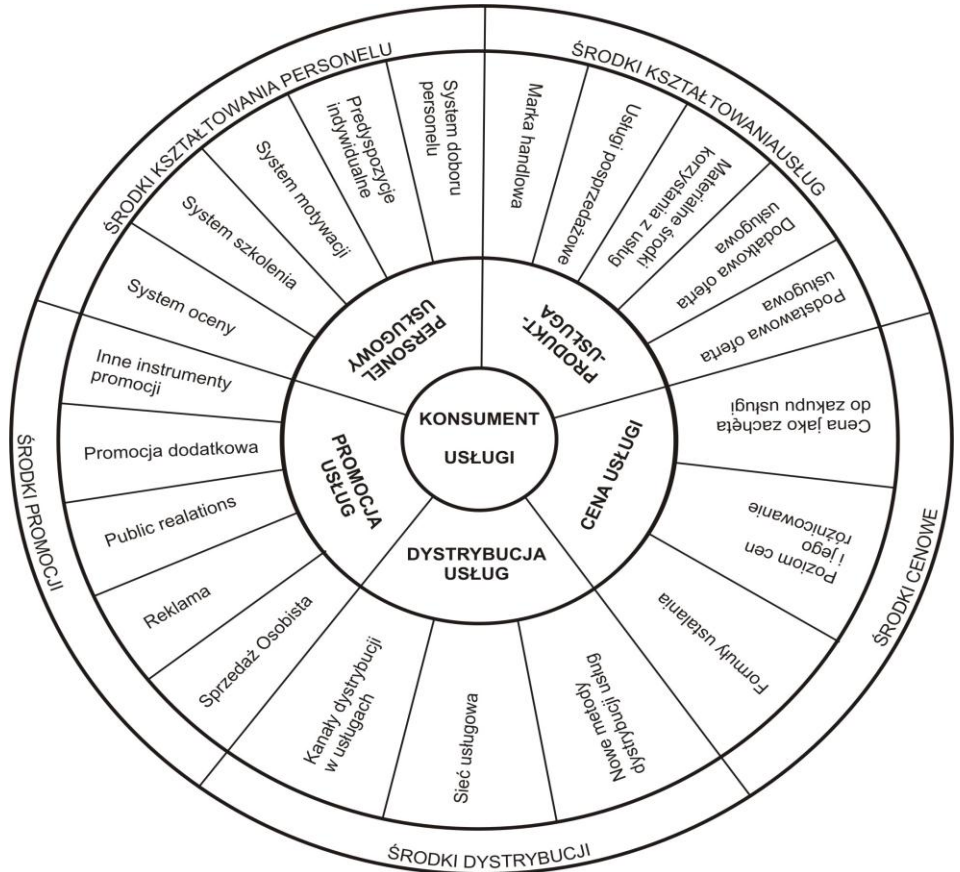 ŚRODKI KSZTAŁTOWANIA PERSONELU
ŚRODKI KSZTAŁTOWANIAUSŁUG
ŚRODKI CENOWE
ŚRODKI DYSTRYBUCJI
ŚRODKI PROMOCJI
System doboru
personelu
Predyspozycje
indywidualne
System motywacji
System szkolenia
System oceny
Marka handlowa
Usługi posprzedażowe
Materialne środki
korzystania z usług
Dodatkowa oferta
usługowa
Podstawowa oferta
usługowa
Cena jako zachęta
do zakupu usługi
Poziom cen
i jego
różnicowanie
Formuły ustalania
Nowe metody
dystrybucji usług
Sieć usługowa
Kanały dystrybucji
w usługach
Sprzedaż Osobista
Reklama
Public realations
Promocja dodatkowa
Inne instrumenty
promocji
PERSONEL
USŁUGOWY
PRODUKT-
-USŁUGA
CENA USŁUGI
DYSTRYBUCJA
USŁUG
PROMOCJA
USŁUG
KONSUMENT
USŁUGI